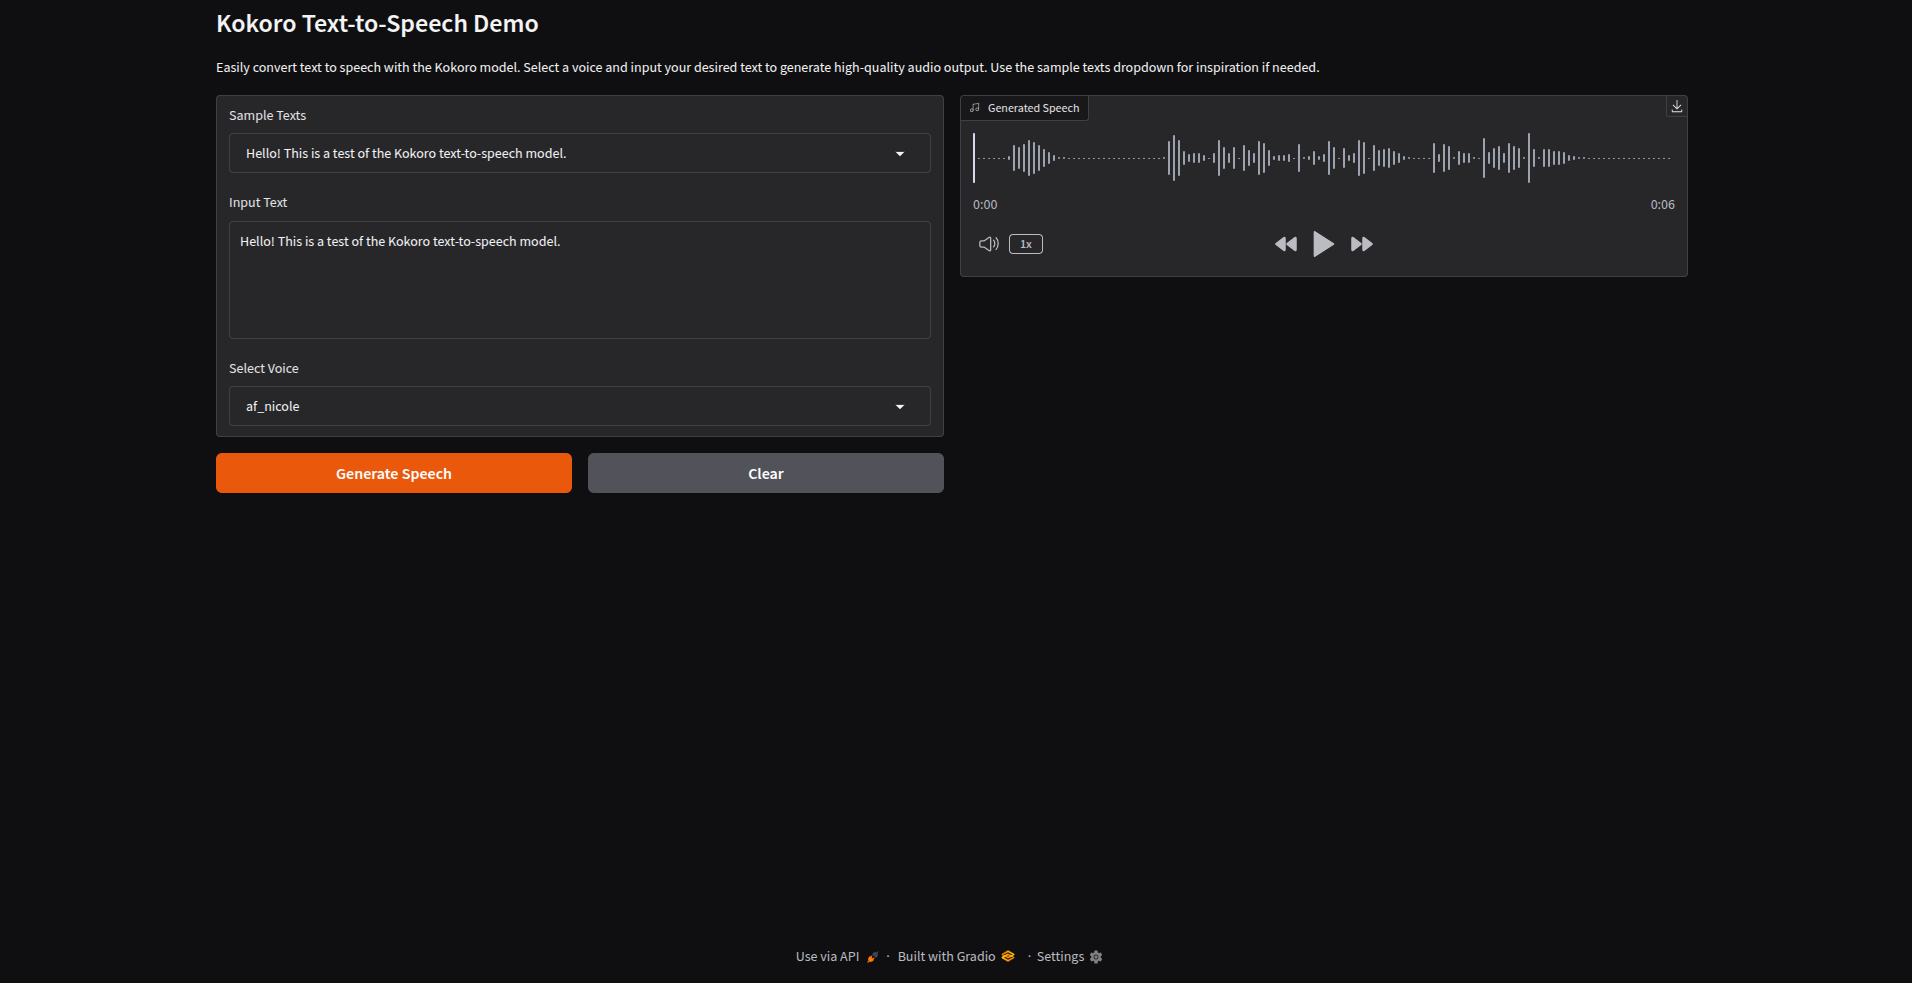 Kokoro Text-to-Speech Demo
Easily convert text to speech with the Kokoro model. Select a voice and input your desired text to generate high-quality audio output. Use the sample texts dropdown for inspiration if needed.
Sample Texts
Hello! This is a test of the Kokoro text-to-speech model.
Input Text
Hello! This is a test of the Kokoro text-to-speech model.
Select Voice
af_nicole
Generate Speech
Clear
Generated Speech
0:00
0:06
1x
Use via API · Built with Gradio · Settings